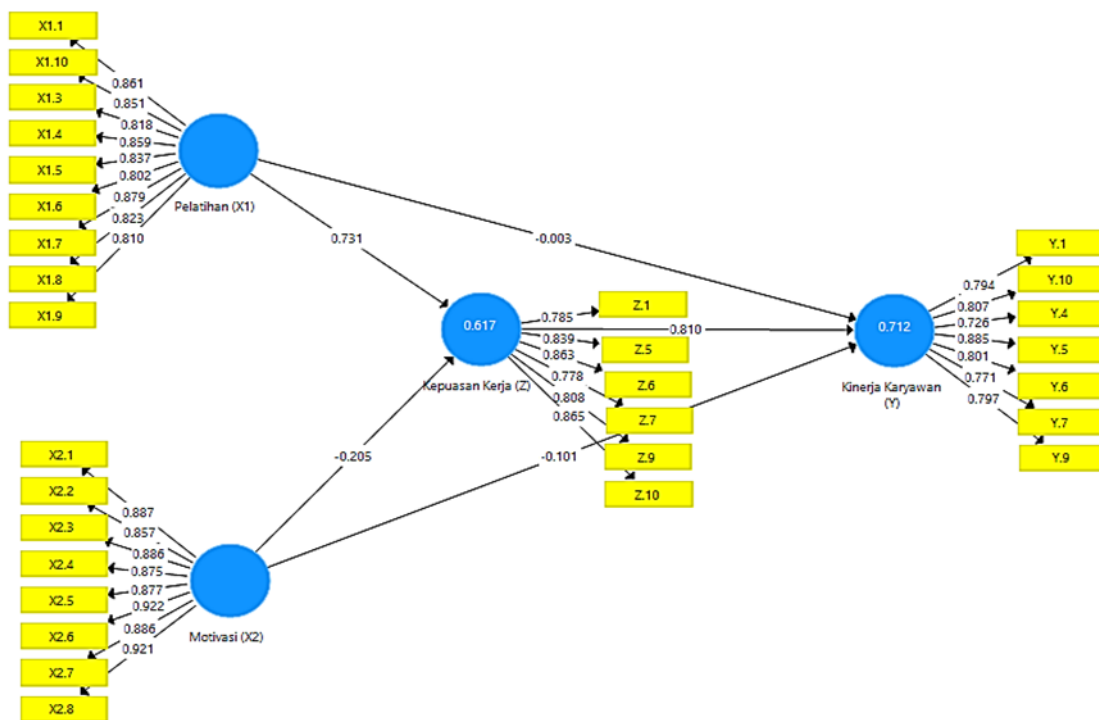 X1.1
X1.10
X1.3
X1.4
X1.5
X1.6
X1.7
X1.8
X1.9
0.861
0.851
0.818
0.859
0.837
0.802
0.879
0.823
0.810
Pelatihan (X1)
0.731
-0.003
0.617
Kepuasan Kerja (Z)
0.785
0.839
0.863
0.778
0.808
0.865
Z.1
Z.5
Z.6
Z.7
Z.9
Z.10
0.810
0.712
Kinerja Karyawan
(Y)
0.794
0.807
0.726
0.885
0.801
0.771
0.797
Y.1
Y.10
Y.4
Y.5
Y.6
Y.7
Y.9
-0.205
-0.101
X2.1
X2.2
X2.3
X2.4
X2.5
X2.6
X2.7
X2.8
0.887
0.857
0.886
0.875
0.877
0.922
0.886
0.921
Motivasi (X2)